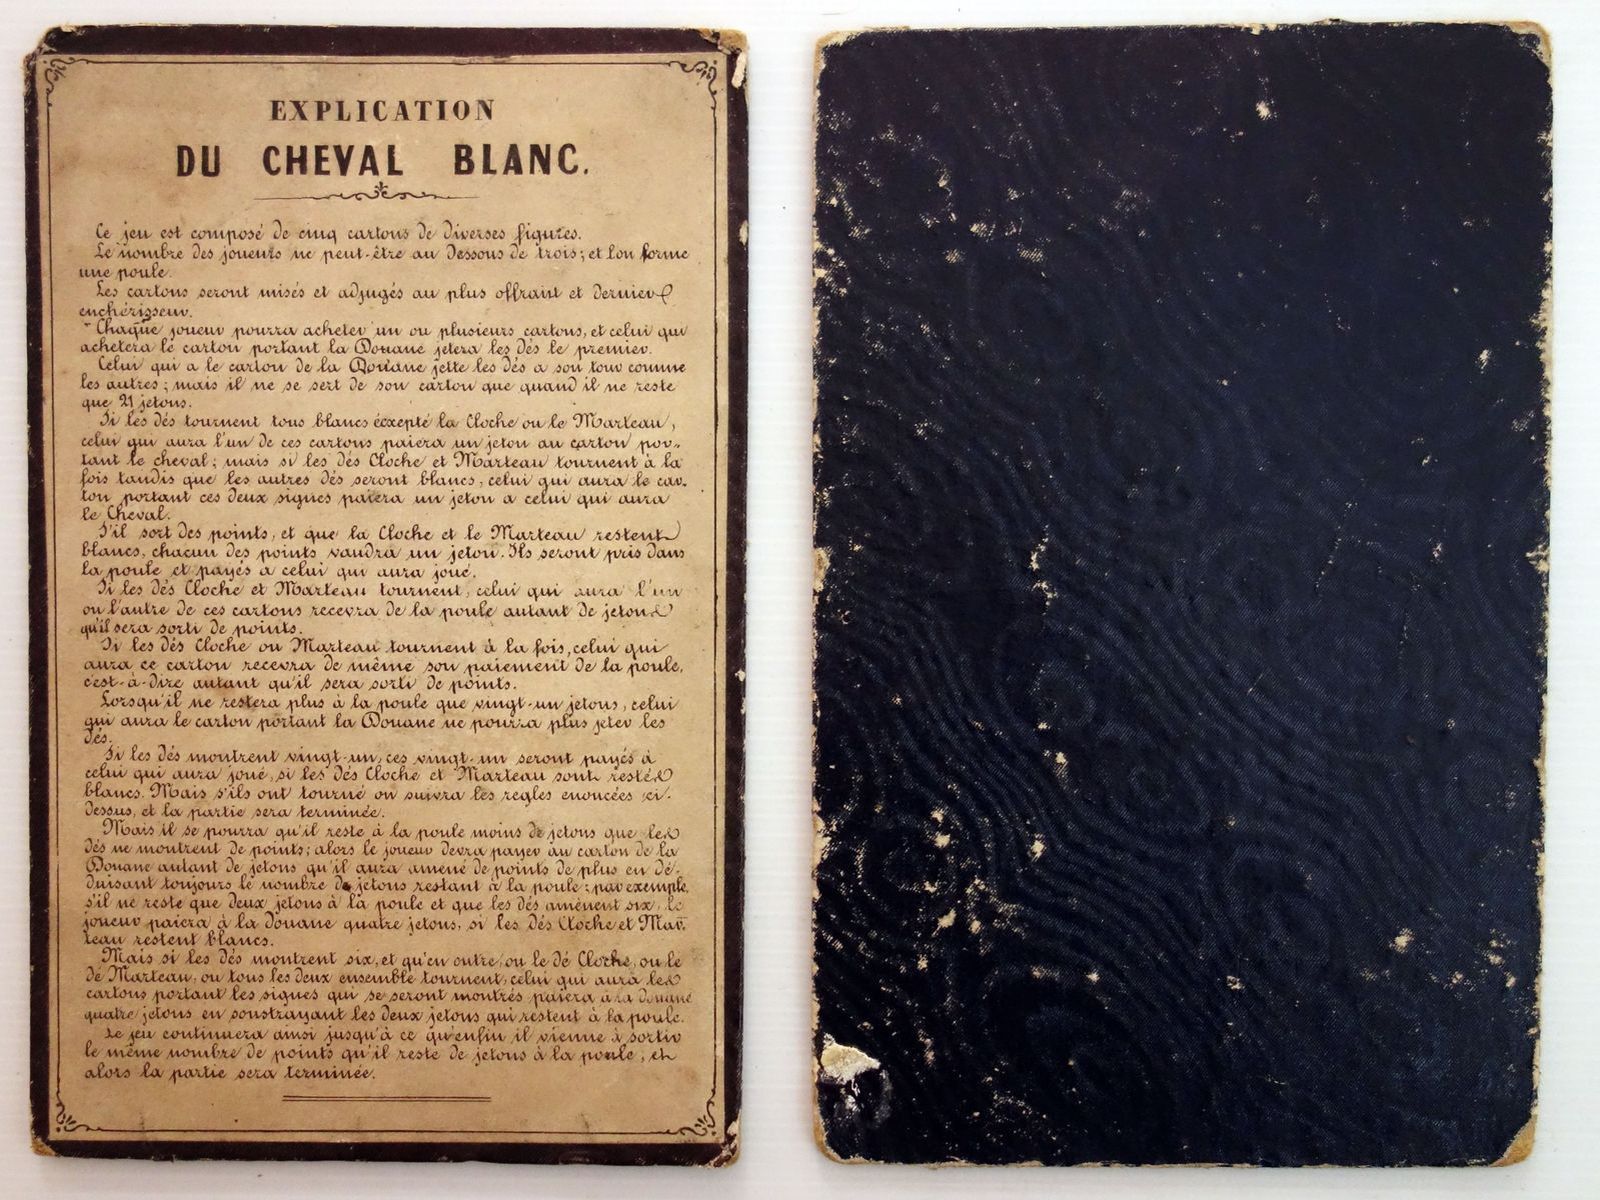 EXPLICATION
DU CHEVAL BLANC.
Ce jeu est composé de cinq cartons de diverses figures.
Le nombre des joueurs ne peut-être au dessous de trois; et l'on forme
une poule.
Les cartons seront misés et adjugés au plus offrant et dernier
enchérisseur.
Chaque joueur pourra acheter un ou plusieurs cartons, et celui qui
achetera le carton portant la Douane jetera les dés le premier.
Celui qui a le carton de la Douane jette les dés a son tour comme
les autres; mais il ne se sert de son carton que quand il ne reste
que 21 jetons.
Si les dés tournent tous blancs éxcepté la Cloche ou le Marteau,
celui qui aura l'un de ces cartons paiera un jeton au carton por-
tant le cheval; mais si les dés Cloche et Marteau tournent à la
fois tandis que les autres dés seront blancs, celui qui aura le car-
ton portant ces deux signes paiera un jeton a celui qui aura
le Cheval.
S'il sort des points, et que la Cloche et le Marteau restent
blancs, chacun des points vaudra un jeton. Ils seront pris dans
la poule et payés a celui qui aura joué.
Si les dés Cloche et Marteau tournent, celui qui aura l'un
ou l'autre de ces cartons recevra de la poule autant de jetons
qu'il sera sorti de points.
Si les dés Cloche ou Marteau tournent à la fois, celui qui
aura ce carton recevra de même son paiement de la poule,
c'est-à-dire autant qu'il sera sorti de points.
Lorsqu'il ne restera plus à la poule que vingt-un jetons, celui
qui aura le carton portant la Douane ne pourra plus jeter les
dés.
Si les dés montrent vingt-un, ces vingt-un seront payés à
celui qui aura joué, si les dés Cloche et Marteau sont restés
blancs. Mais s'ils ont tourné on suivra les regles enoncées ci-
dessus, et la partie sera terminée.
Mais il se pourra qu'il reste à la poule moins de jetons que les
dés ne montrent de points; alors le joueur devra payer au carton de la
Douane autant de jetons qu'il aura amené de points de plus en dé-
duisant toujours le nombre de jetons restant à la poule; par exemple,
s'il ne reste que deux jetons à la poule et que les dés amènent six, le
joueur paiera à la Douane quatre jetons, si les dés Cloche et Mar-
teau restent blancs.
Mais si les dés montrent six, et qu'en outre, ou le dé Cloche, ou le
dé Marteau, ou tous les deux ensemble tournent, celui qui aura les
cartons portant les signes qui se seront montrés paiera à la douane
quatre jetons en soustrayant les deux jetons qui restent à la poule.
Le jeu continuera ainsi jusqu'à ce qu'enfin il vienne à sortir
le même nombre de points qu'il reste de jetons à la poule, et
alors la partie sera terminée.